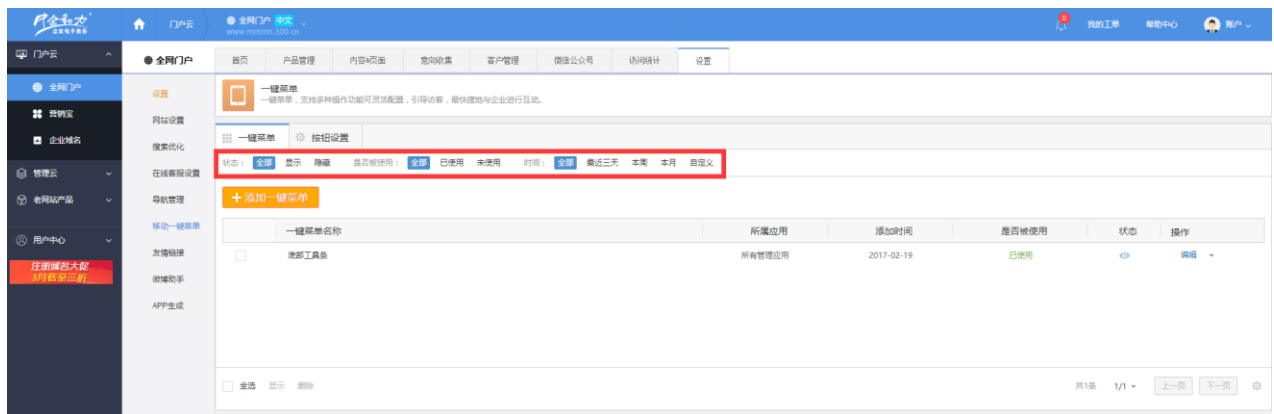 门户云
全网门户 中文
www.mmmn.300.cn
我的工单 帮助中心 账户
门户云
全网门户
营销宝
企业域名
管理云
老网站产品
用户中心
注册域名大促
3月低至三折
全网门户
设置
网站设置
搜索优化
在线客服设置
导航管理
移动一键菜单
友情链接
微博助手
APP生成
首页 产品管理 内容&页面 意向收集 客户管理 微信公众号 访问统计 设置
一键菜单
一键菜单,支持多种操作功能可灵活配置,引导访客,最快捷地与企业进行互动。
一键菜单 按钮设置
状态: 全部 显示 隐藏 是否被使用: 全部 已使用 未使用 时间: 全部 最近三天 本周 本月 自定义
+ 添加一键菜单
一键菜单名称 所属应用 添加时间 是否被使用 状态 操作
底部工具条 所有管理应用 2017-02-19 已使用 编辑
全选 显示 删除 共1条 1/1 上一页 下一页